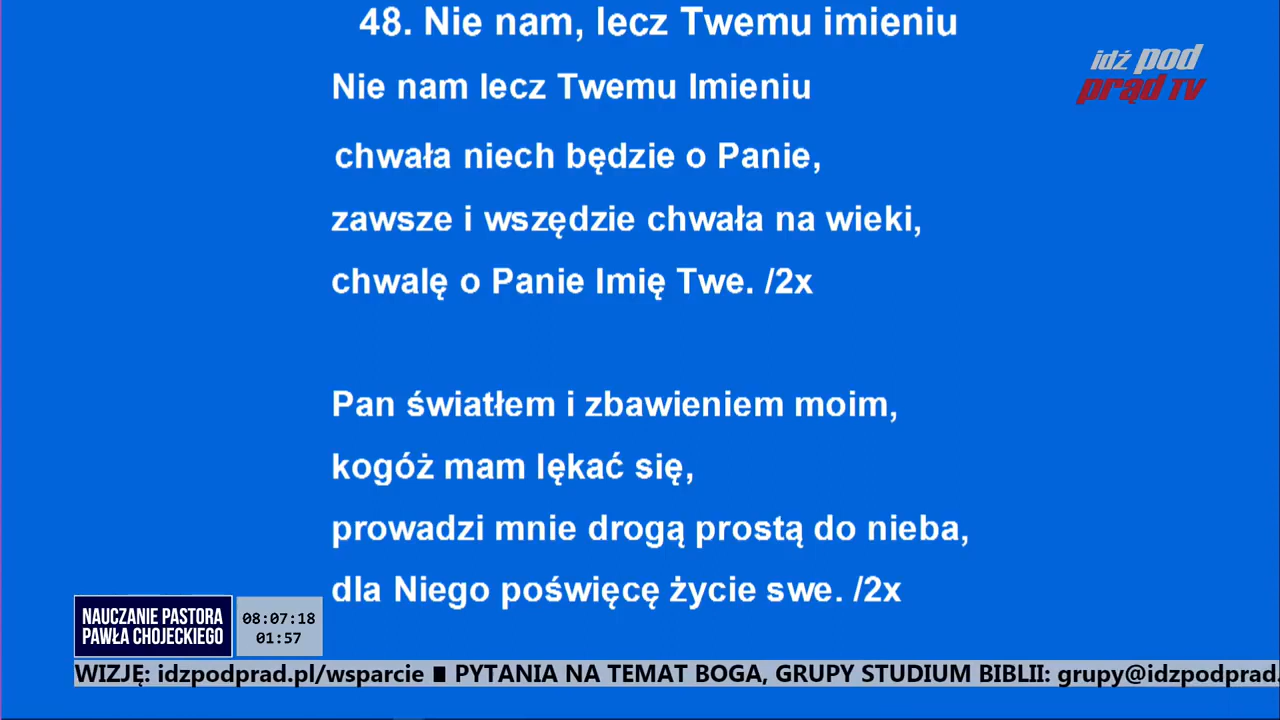 48. Nie nam, lecz Twemu imieniu
idź pod
prąd TV
Nie nam lecz Twemu Imieniu
chwała niech będzie o Panie,
zawsze i wszędzie chwała na wieki,
chwalę o Panie Imię Twe. /2x
Pan światłem i zbawieniem moim,
kogóż mam lękać się,
prowadzi mnie drogą prostą do nieba,
dla Niego poświęcę życie swe. /2x
NAUCZANIE PASTORA
PAWŁA CHOJECKIEGO
08:07:18
01:57
WIZJĘ: idzpodprad.pl/wsparcie ∎ PYTANIA NA TEMAT BOGA, GRUPY STUDIUM BIBLII: grupy@idzpodprad.